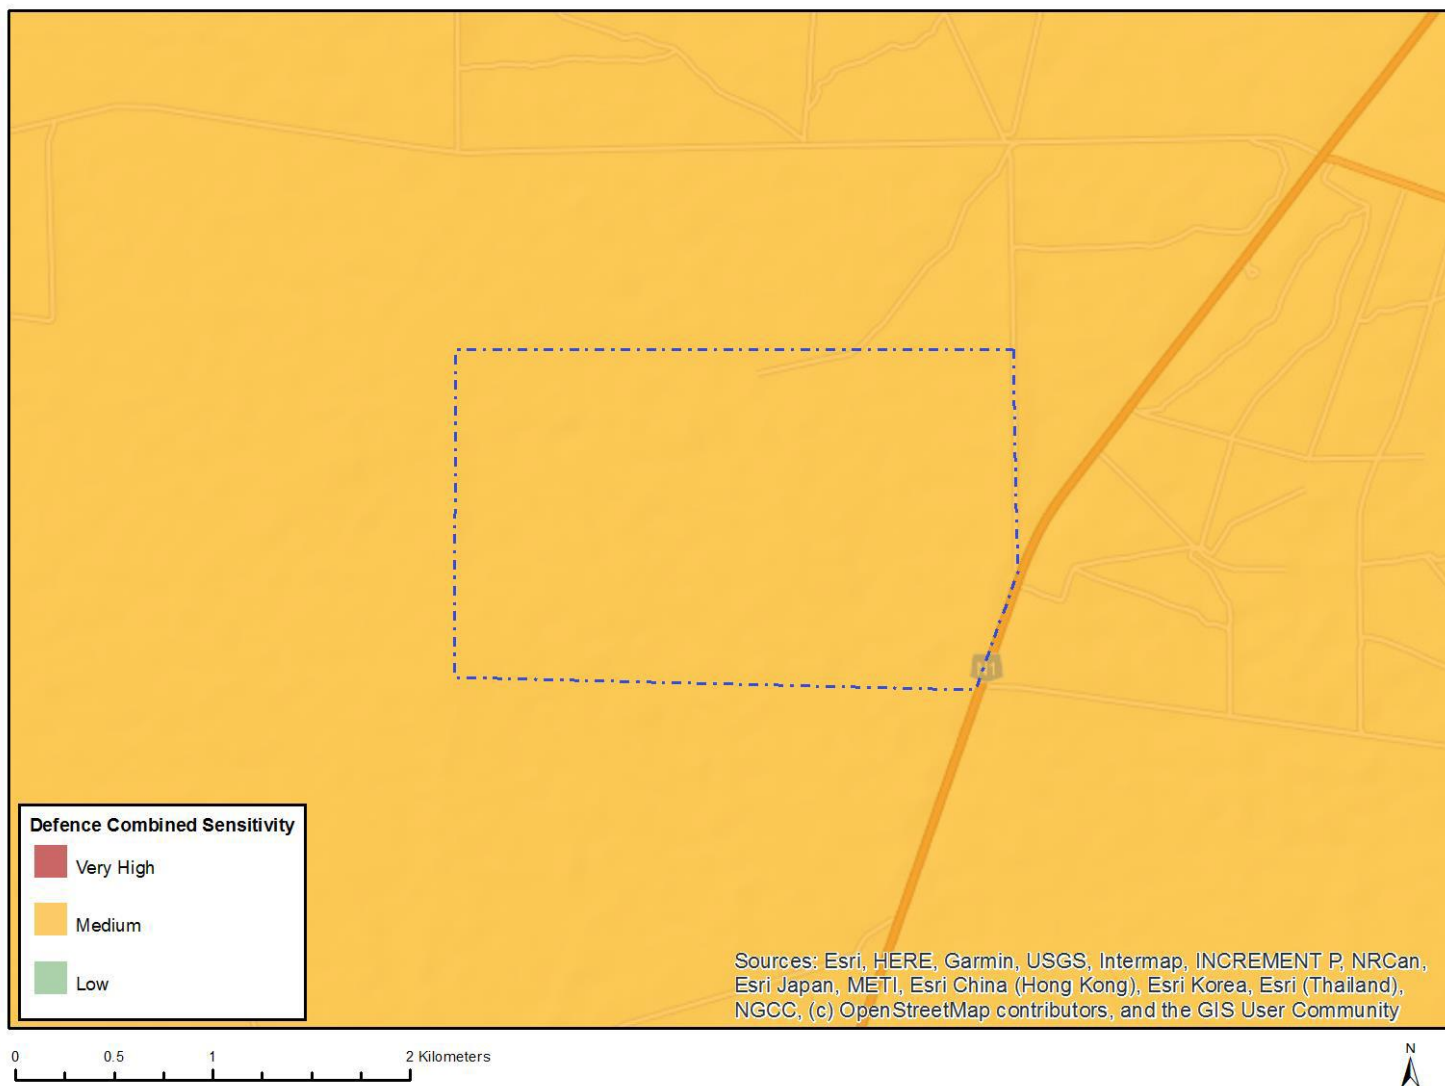 Defence Combined Sensitivity
Very High
Medium
Low
Sources: Esri, HERE, Garmin, USGS, Intermap, INCREMENT P, NRCan,
Esri Japan, METI, Esri China (Hong Kong), Esri Korea, Esri (Thailand),
NGCC, (c) OpenStreetMap contributors, and the GIS User Community
0 0.5 1 2 Kilometers
N